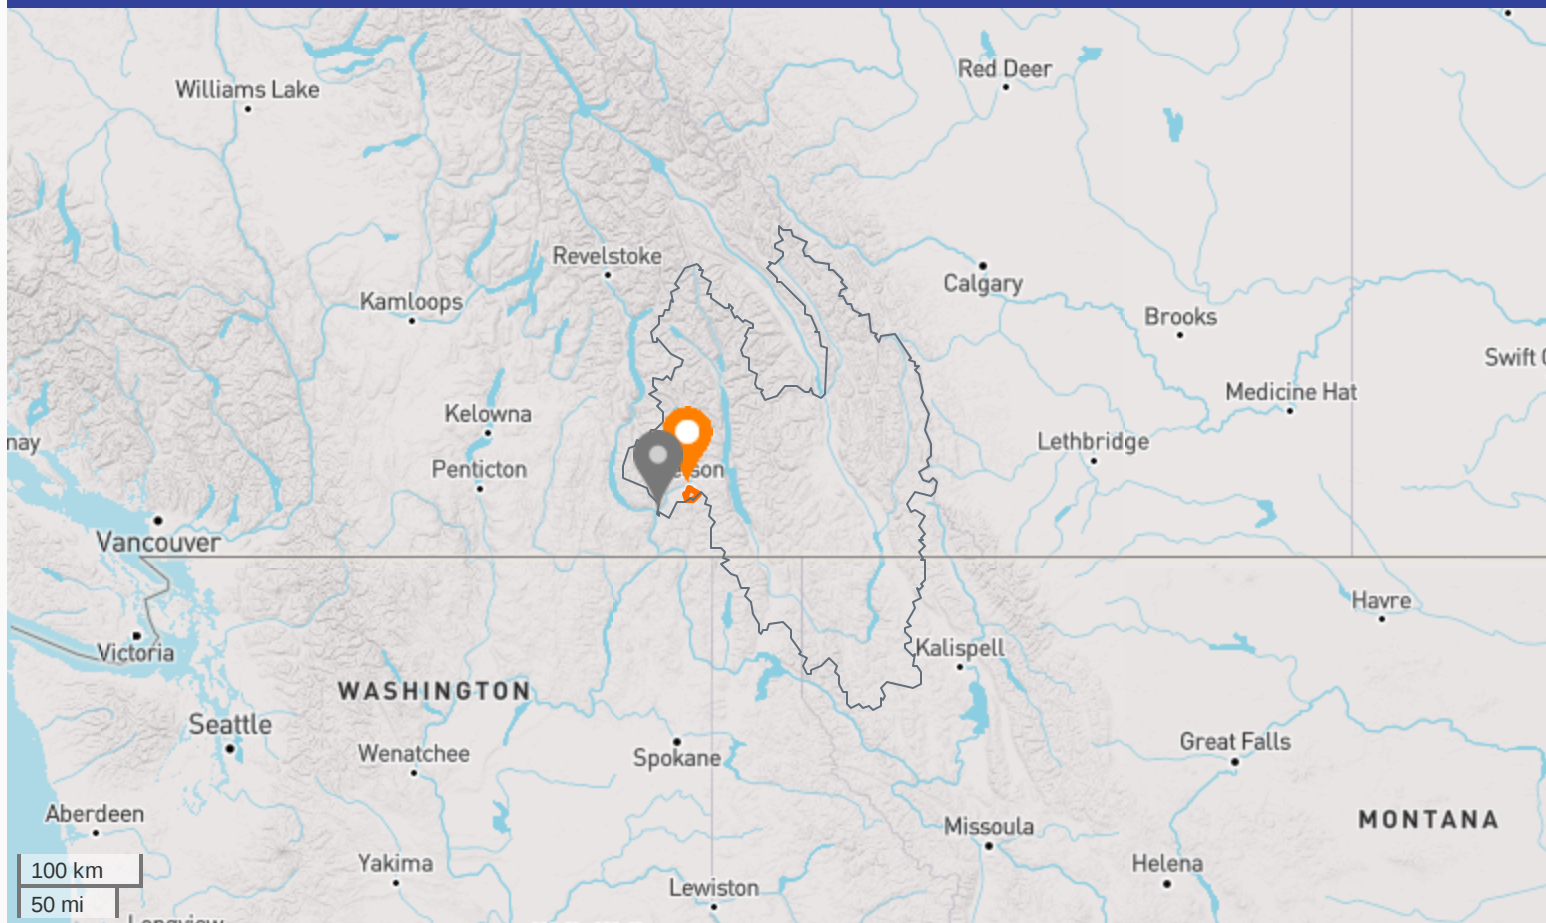 Red Deer
Williams Lake
Revelstoke
Calgary
Kamloops
Brooks
Swift
Medicine Hat
Kelowna
Lethbridge
Penticton
Vancouver
Havre
Victoria
Kalispell
WASHINGTON
Seattle
Great Falls
Wenatchee
Spokane
Aberdeen
MONTANA
Missoula
Yakima
Helena
100 km
Lewiston
50 mi